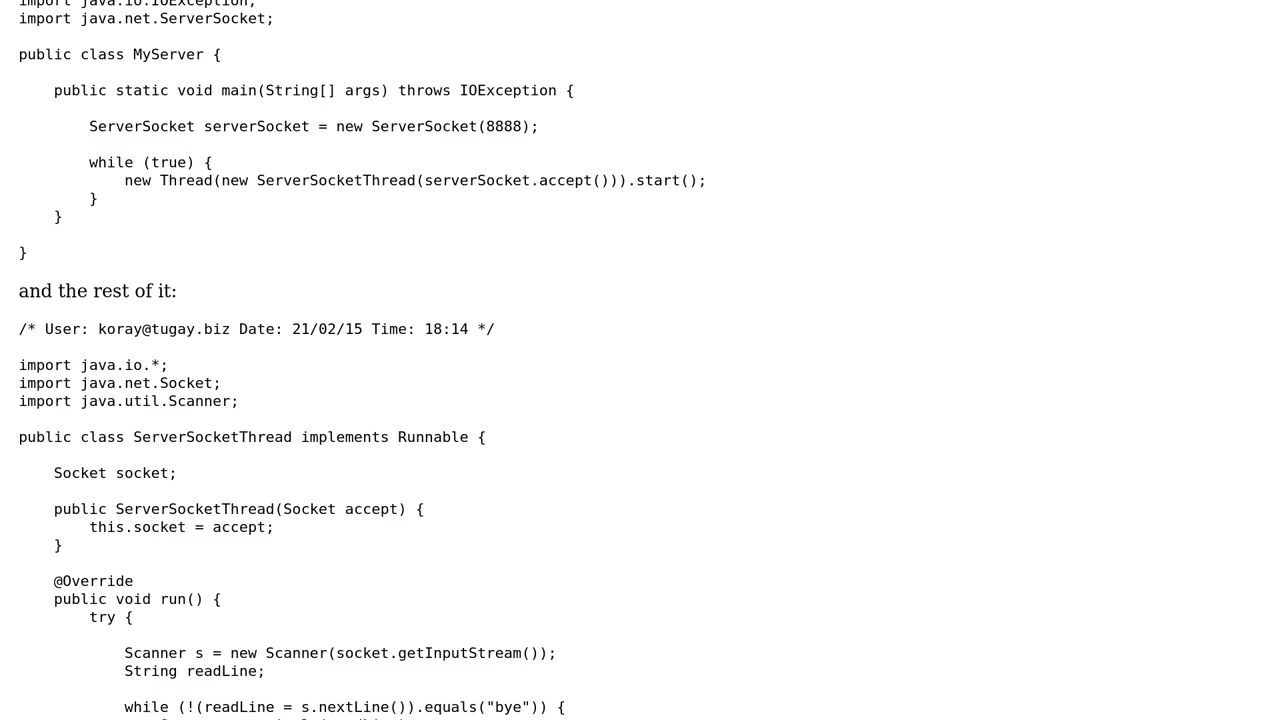 import java.io.IOException;
import java.net.ServerSocket;
public class MyServer {
public static void main(String[] args) throws IOException {
ServerSocket serverSocket = new ServerSocket(8888);
while (true) {
new Thread(new ServerSocketThread(serverSocket.accept())).start();
}
}
}
and the rest of it:
/* User: koray@tugay.biz Date: 21/02/15 Time: 18:14 */
import java.io.*;
import java.net.Socket;
import java.util.Scanner;
public class ServerSocketThread implements Runnable {
Socket socket;
public ServerSocketThread(Socket accept) {
this.socket = accept;
}
@Override
public void run() {
try {
Scanner s = new Scanner(socket.getInputStream());
String readLine;
while (!(readLine = s.nextLine()).equals("bye")) {